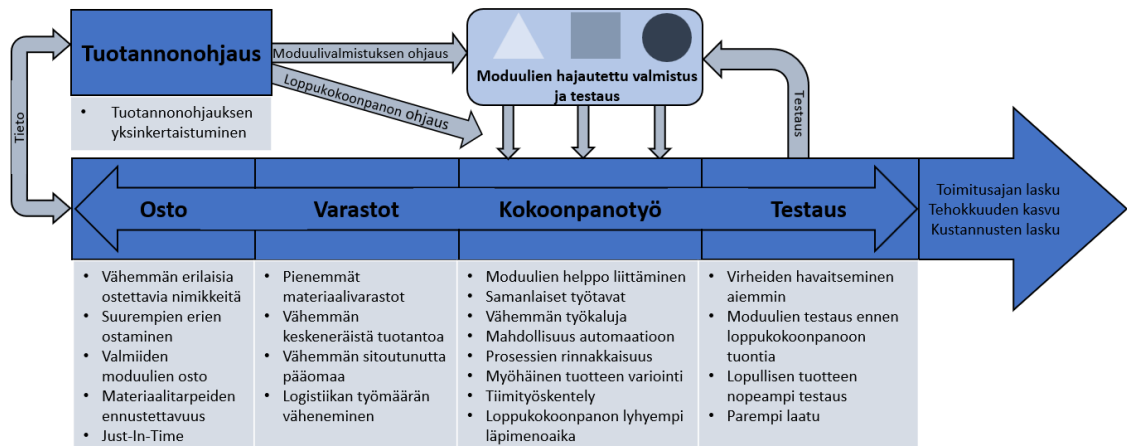 Tuotannonohjaus
• Tuotannonohjauksen
yksinkertaistuminen
Tieto
Moduulivalmistuksen ohjaus
Loppukokoonpanon ohjaus
Moduulien hajautettu valmistus
ja testaus
Testaus
Osto
Varastot
Kokoonpanotyö
Testaus
Toimitusajan lasku
Tehokkuuden kasvu
Kustannusten lasku
• Vähemmän erilaisia
ostettavia nimikkeitä
• Suurempien erien
ostaminen
• Valmiiden
moduulien osto
• Materiaalitarpeiden
ennustettavuus
• Just-In-Time
• Pienemmät
materiaalivarastot
• Vähemmän
keskeneräistä tuotantoa
• Vähemmän sitoutunutta
pääomaa
• Logistiikan työmäärän
väheneminen
• Moduulien helppo liittäminen
• Samanlaiset työtavat
• Vähemmän työkaluja
• Mahdollisuus automaatioon
• Prosessien rinnakkaisuus
• Myöhäinen tuotteen variointi
• Tiimityöskentely
• Loppukokoonpanon lyhyempi
läpimenoaika
• Virheiden havaitseminen
aiemmin
• Moduulien testaus ennen
loppukokoonpanoon
tuontia
• Lopullisen tuotteen
nopeampi testaus
• Parempi laatu